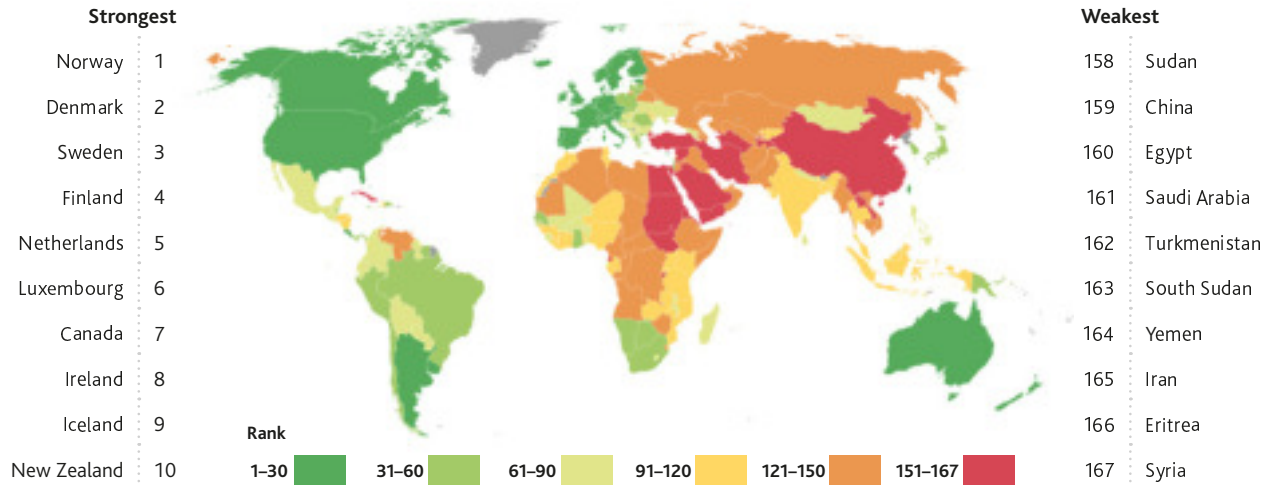 Strongest
Norway 1
Denmark 2
Sweden 3
Finland 4
Netherlands 5
Luxembourg 6
Canada 7
Ireland 8
Iceland 9
New Zealand 10
Rank
1–30 31–60 61–90 91–120 121–150 151–167
Weakest
158 Sudan
159 China
160 Egypt
161 Saudi Arabia
162 Turkmenistan
163 South Sudan
164 Yemen
165 Iran
166 Eritrea
167 Syria